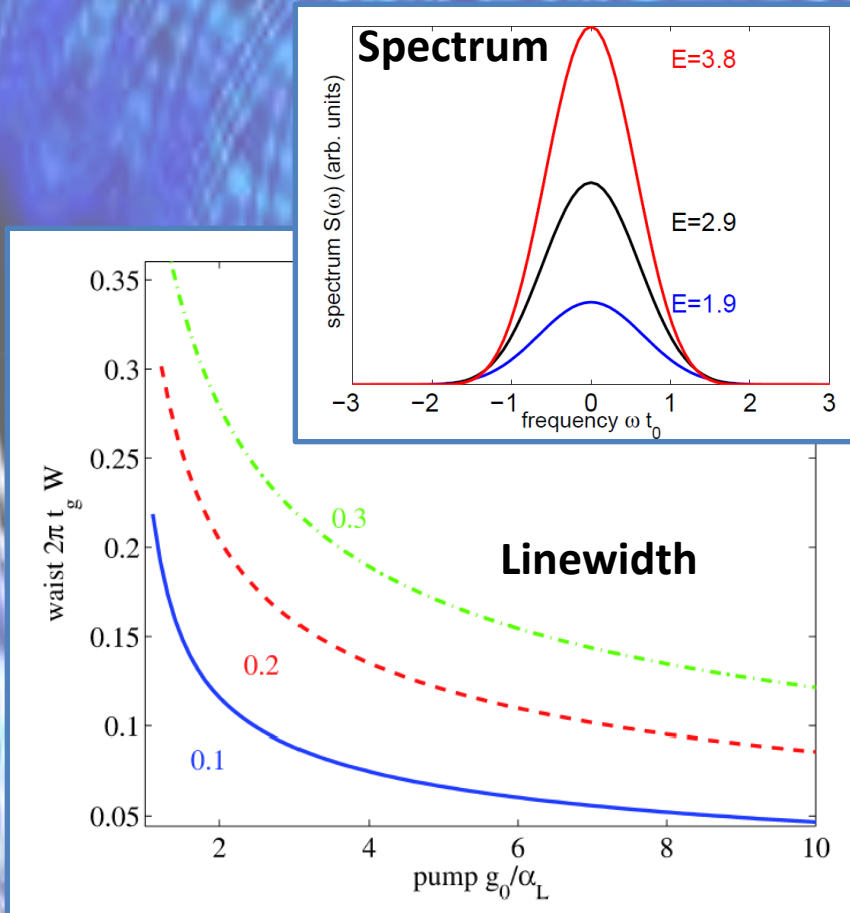 Spectrum
E=3.8
E=2.9
E=1.9
spectrum S(ω) (arb. units)
−3 −2 −1 0 1 2 3
frequency ω t0
Linewidth
0.35
0.3
0.25
0.2
0.15
0.1
0.05
waist 2π tg W
0.3
0.2
0.1
2 4 6 8 10
pump g0/αL